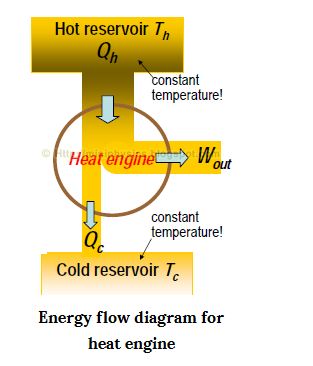 Hot reservoir Th
Qh
constant
temperature!
Heat engine
Wout
constant
temperature!
Qc
Cold reservoir Tc
Energy flow diagram for
heat engine